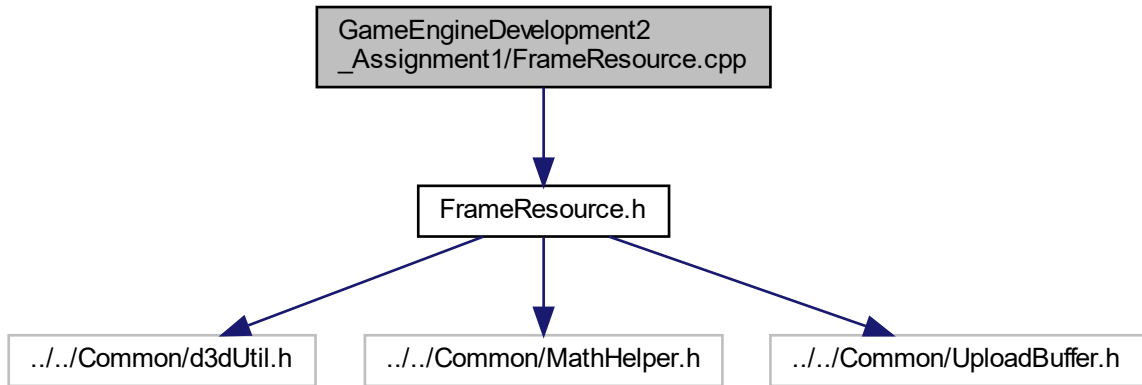 GameEngineDevelopment2
_Assignment1/FrameResource.cpp
FrameResource.h
../../Common/d3dUtil.h
../../Common/MathHelper.h
../../Common/UploadBuffer.h